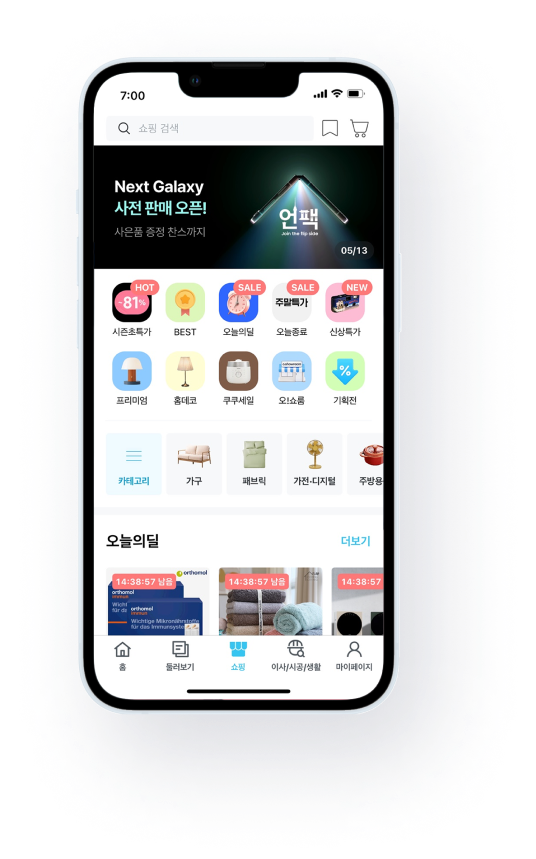 7:00
쇼핑 검색
Next Galaxy
사전 판매 오픈!
사은품 증정 찬스까지
언팩
Join the flip side
05/13
HOT
SALE
SALE
NEW
~81%
주말특가
시즌초특가
BEST
오늘의딜
오늘종료
신상특가
%
프리미엄
홈데코
쿠쿠세일
오!쇼룸
기획전
카테고리
가구
패브릭
가전·디지털
주방용
오늘의딜
더보기
14:38:57 남음
orthomol
14:38:57 남음
14:38:57
orthomol
immun
orthomol
immun
Wichtige Mikronährstoffe
für das Immunsystem
홈
둘러보기
쇼핑
이사/시공/생활
마이페이지